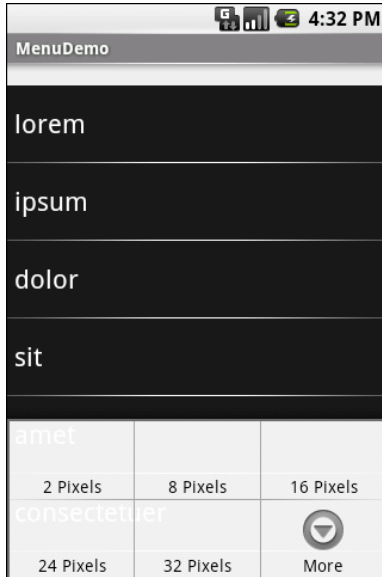 4:32 PM
MenuDemo
lorem
ipsum
dolor
sit
amet
2 Pixels 8 Pixels 16 Pixels
consectetuer
24 Pixels 32 Pixels More